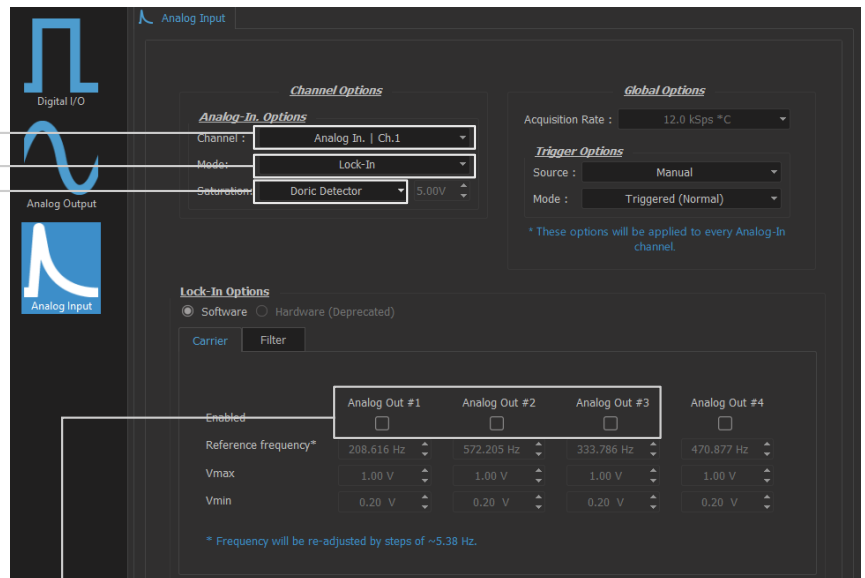 Analog Input
Digital I/O
Analog Output
Analog Input
Channel Options
Analog-In. Options
Channel : Analog In. | Ch.1
Mode: Lock-In
Saturation: Doric Detector 5.00V
Global Options
Acquisition Rate : 12.0 kSps *C
Trigger Options
Source : Manual
Mode : Triggered (Normal)
* These options will be applied to every Analog-In
channel.
Lock-In Options
Software Hardware (Deprecated)
Carrier Filter
Analog Out #1 Analog Out #2 Analog Out #3 Analog Out #4
Enabled
Reference frequency* 208.616 Hz 572.205 Hz 333.786 Hz 470.877 Hz
Vmax 1.00 V 1.00 V 1.00 V 1.00 V
Vmin 0.20 V 0.20 V 0.20 V 0.20 V
* Frequency will be re-adjusted by steps of ~5.38 Hz.